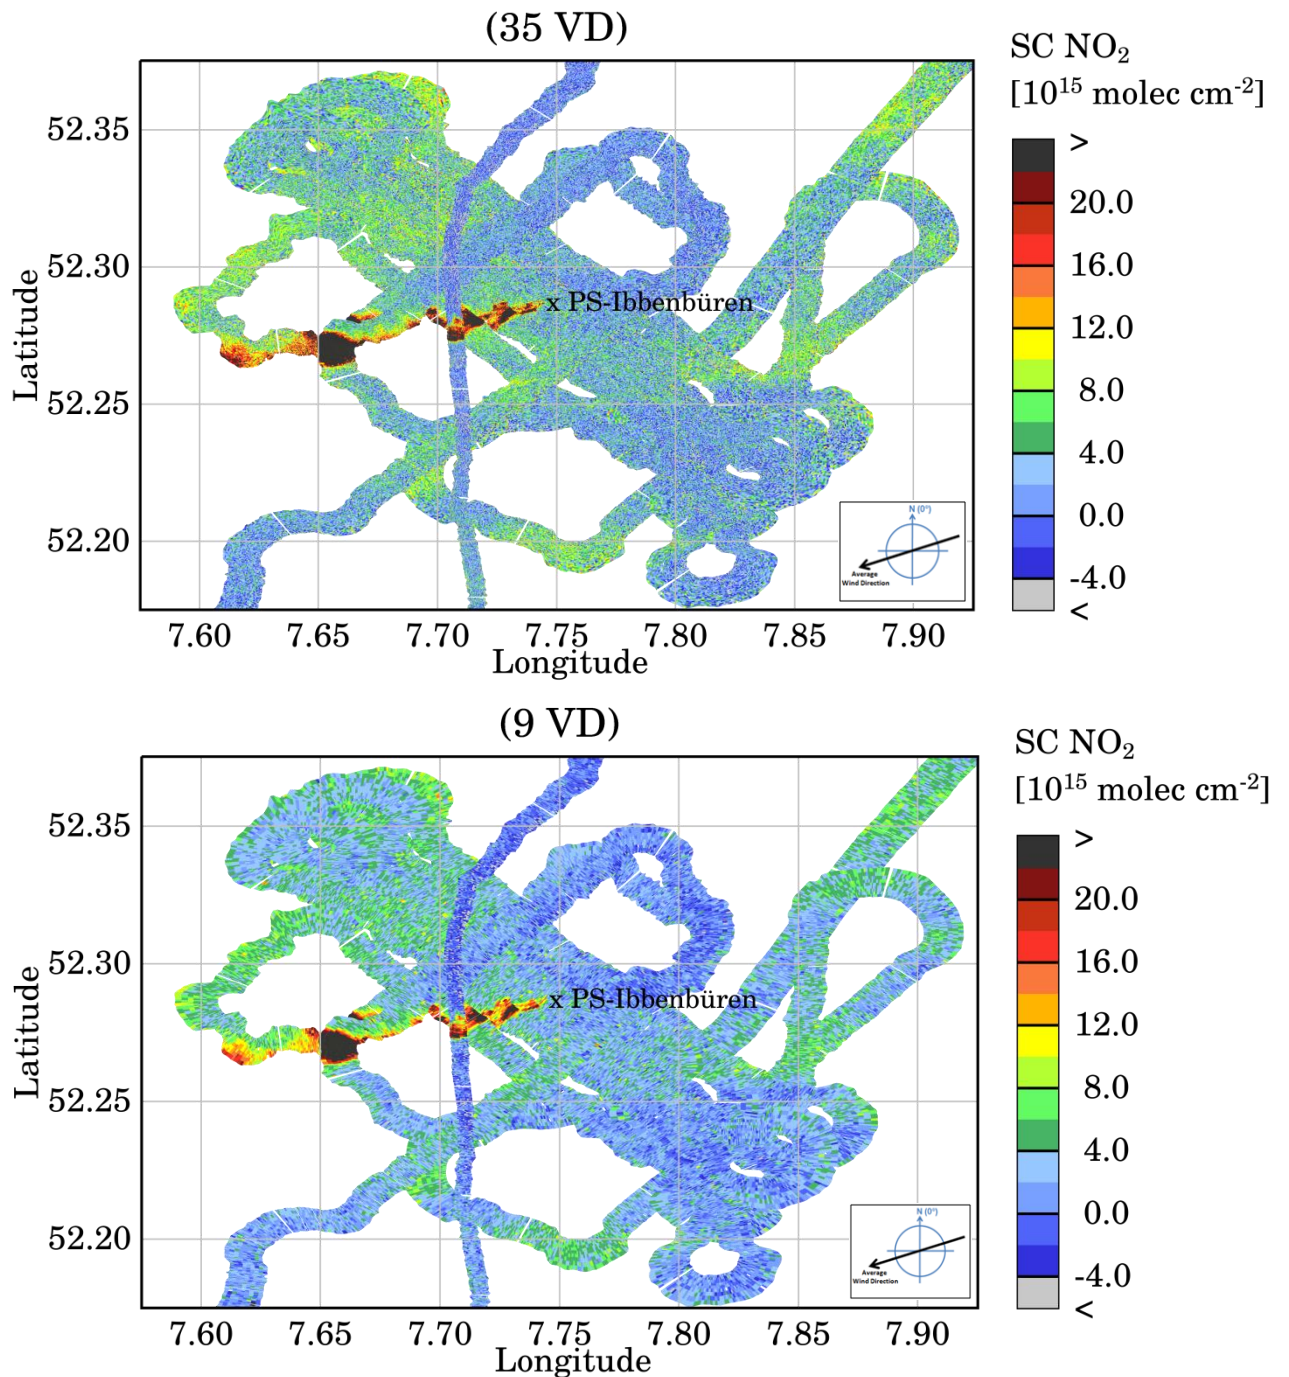 (35 VD)
SC NO₂
[10¹⁵ molec cm⁻²]
>
20.0
16.0
12.0
8.0
4.0
0.0
-4.0
<
Latitude
52.35
52.30
52.25
52.20
x PS-Ibbenbüren
N (0°)
Average
Wind Direction
7.60 7.65 7.70 7.75 7.80 7.85 7.90
Longitude
(9 VD)
SC NO₂
[10¹⁵ molec cm⁻²]
>
20.0
16.0
12.0
8.0
4.0
0.0
-4.0
<
Latitude
52.35
52.30
52.25
52.20
x PS-Ibbenbüren
N (0°)
Average
Wind Direction
7.60 7.65 7.70 7.75 7.80 7.85 7.90
Longitude